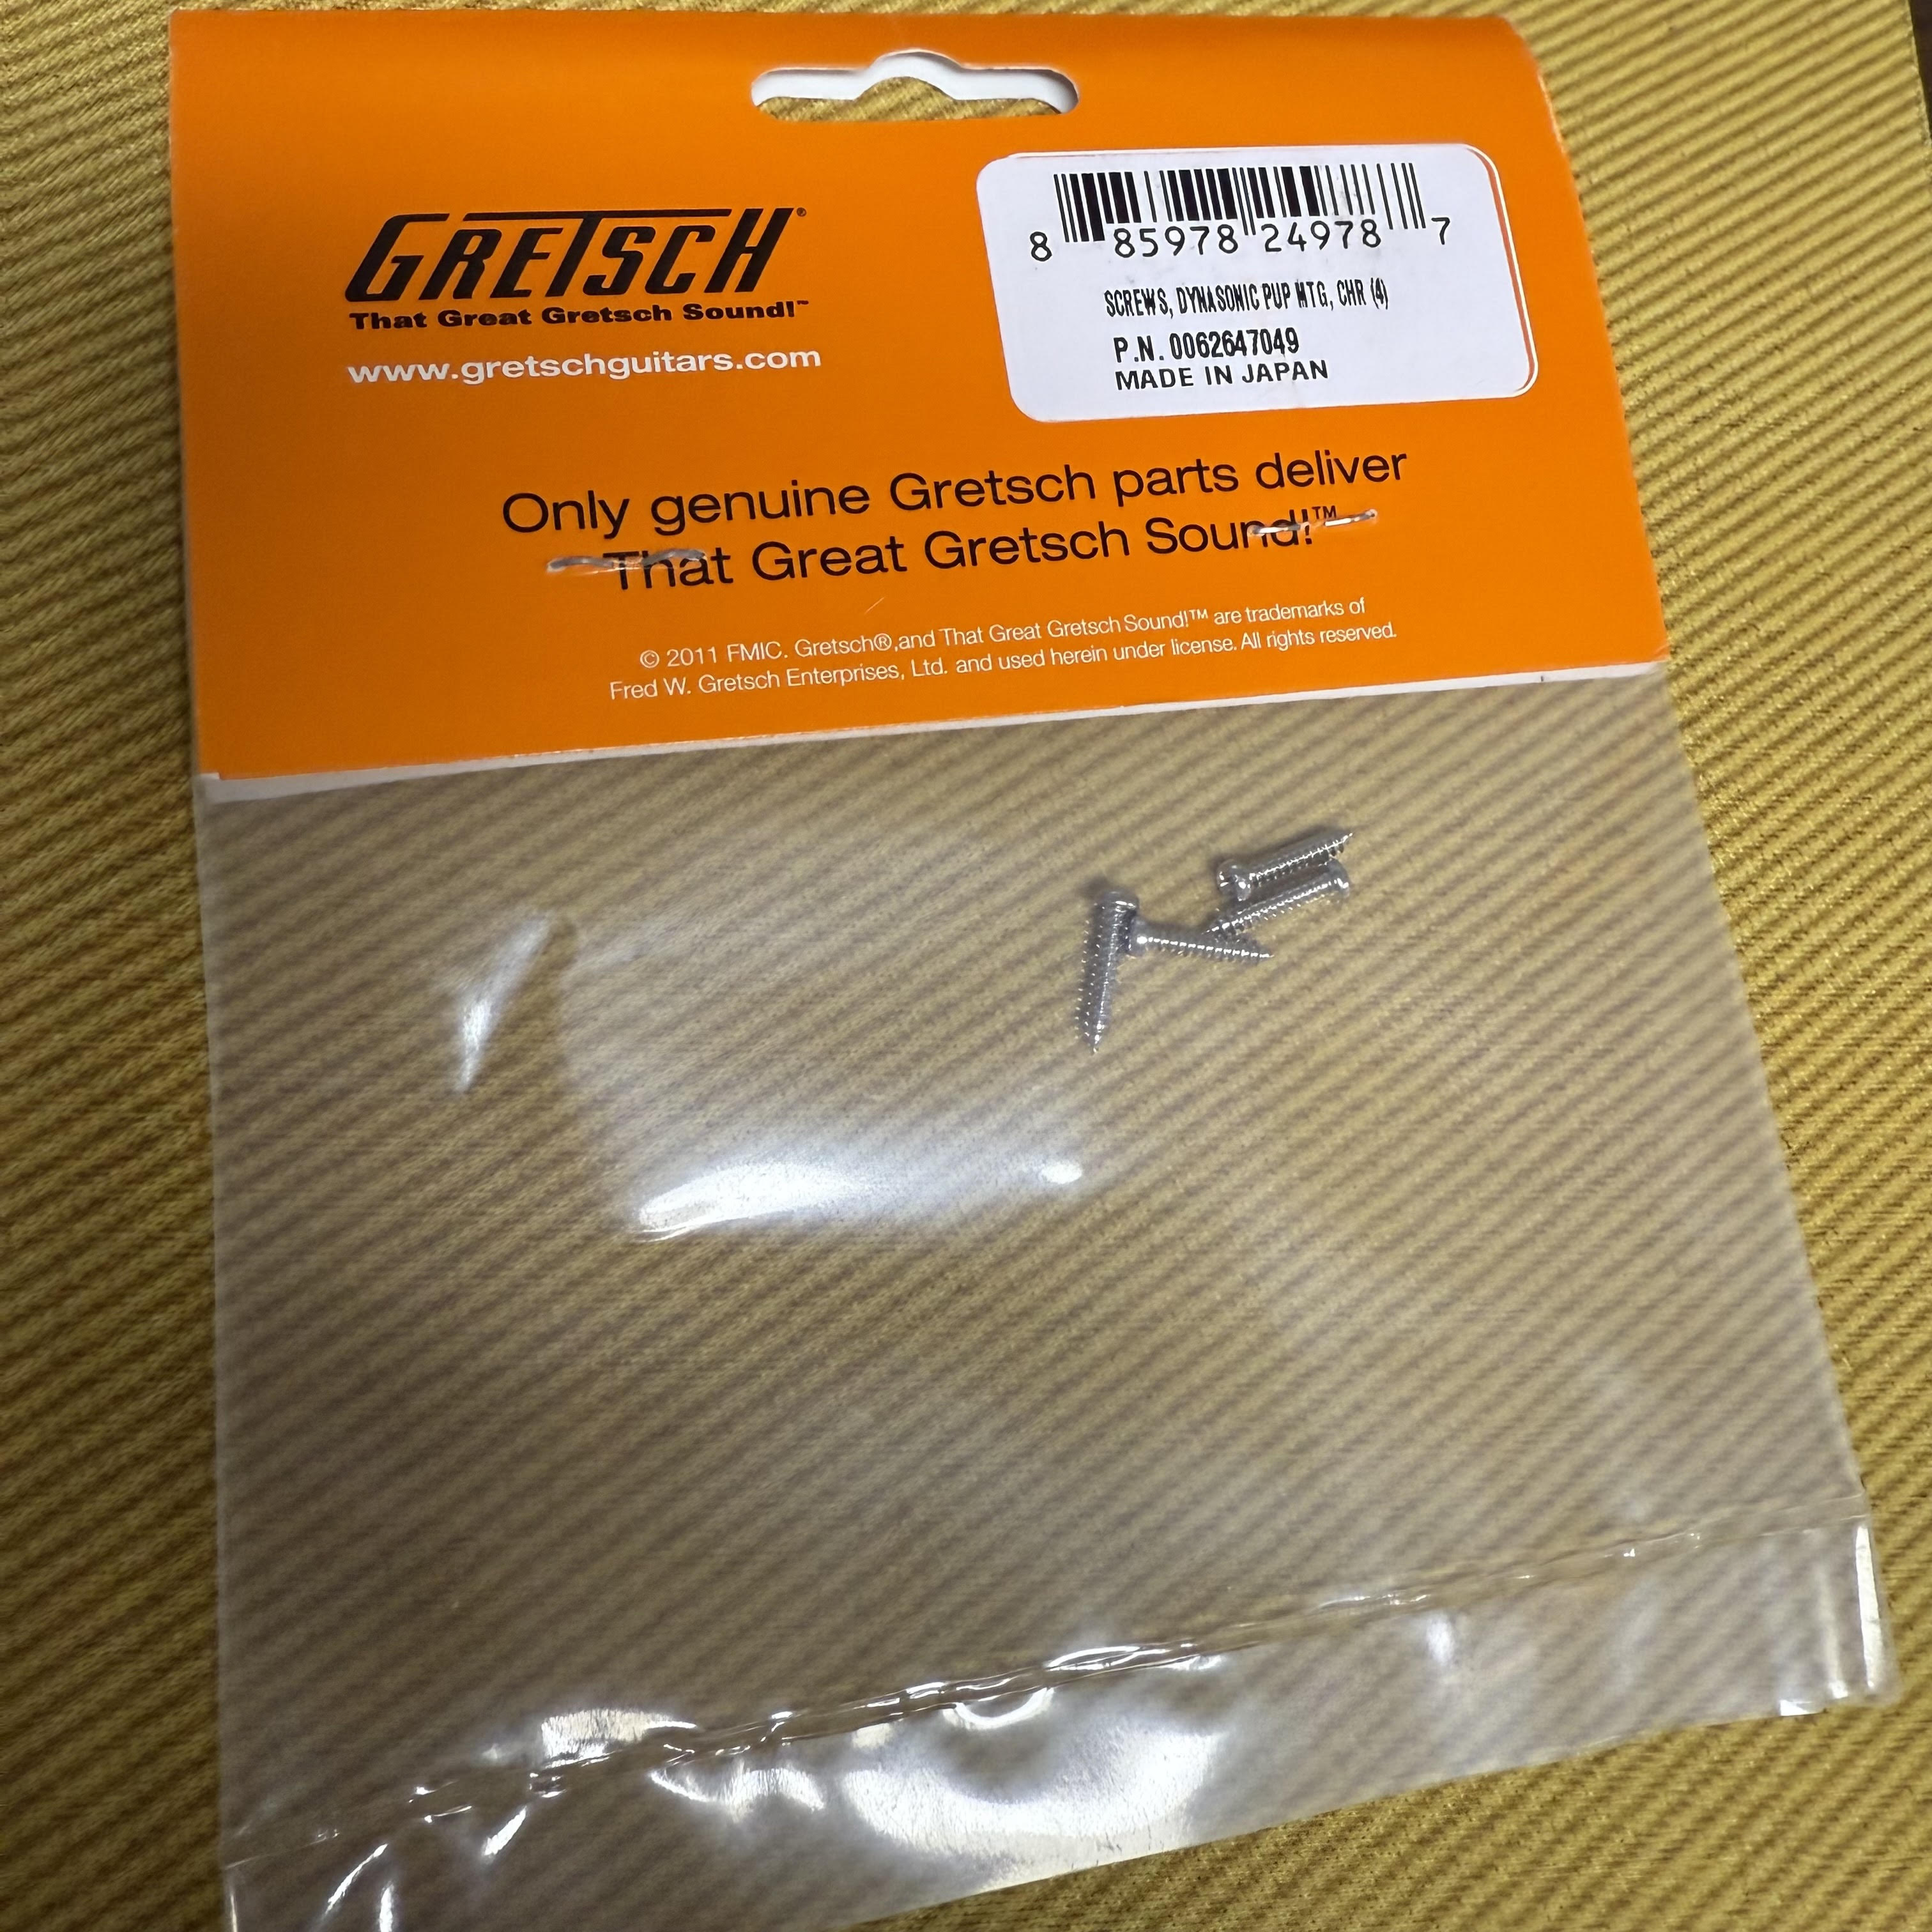 GRETSCH®
That Great Gretsch Sound!™
www.gretschguitars.com
8 85978 24978 7
SCREWS, DYNASONIC PUP MTG, CHR (4)
P.N. 0062647049
MADE IN JAPAN
Only genuine Gretsch parts deliver
That Great Gretsch Sound!™
© 2011 FMIC. Gretsch®,and That Great Gretsch Sound!™ are trademarks of
Fred W. Gretsch Enterprises, Ltd. and used herein under license. All rights reserved.